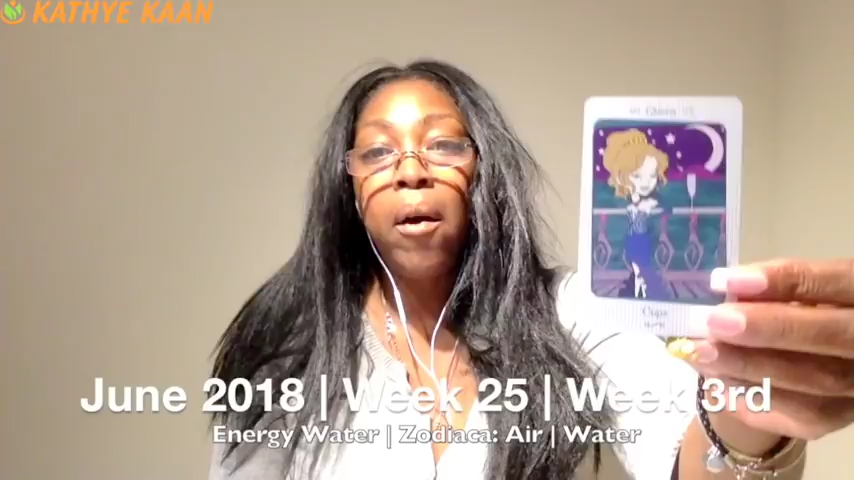 KATHYE KAAN
Queen
Cups
June 2018 | Week 25 | Week 3rd
Energy Water | Zodiaca: Air | Water